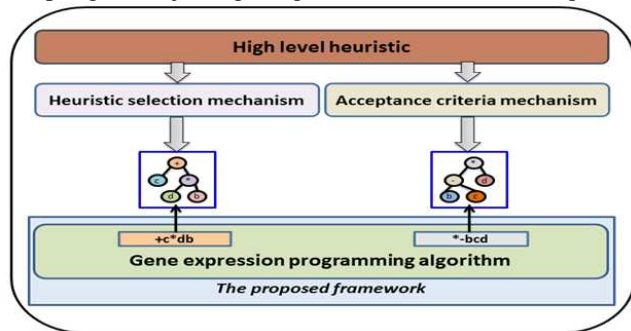 High level heuristic
Heuristic selection mechanism
Acceptance criteria mechanism
+
c
*
d
b
*
-
d
b
c
+c*db
*-bcd
Gene expression programming algorithm
The proposed framework